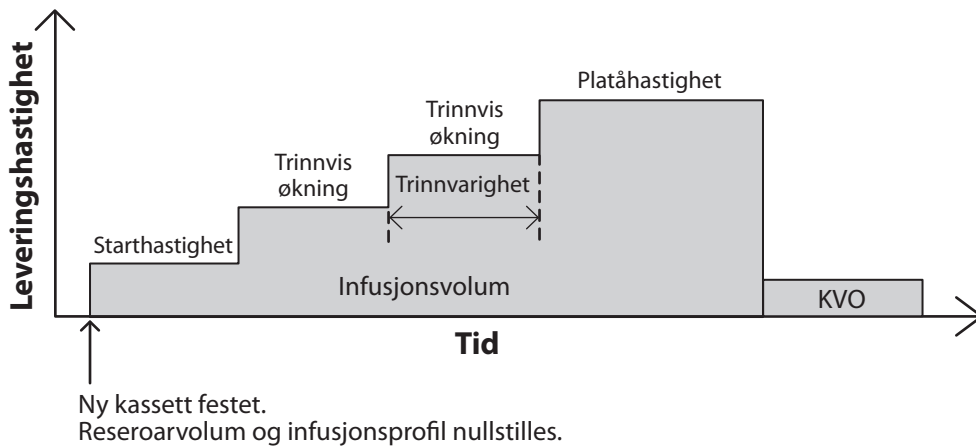 Leveringshastighet
Platåhastighet
Trinnvis
økning
Trinnvis
økning
Trinnvarighet
Starthastighet
Infusjonsvolum
KVO
Tid
Ny kassett festet.
Reseroarvolum og infusjonsprofil nullstilles.